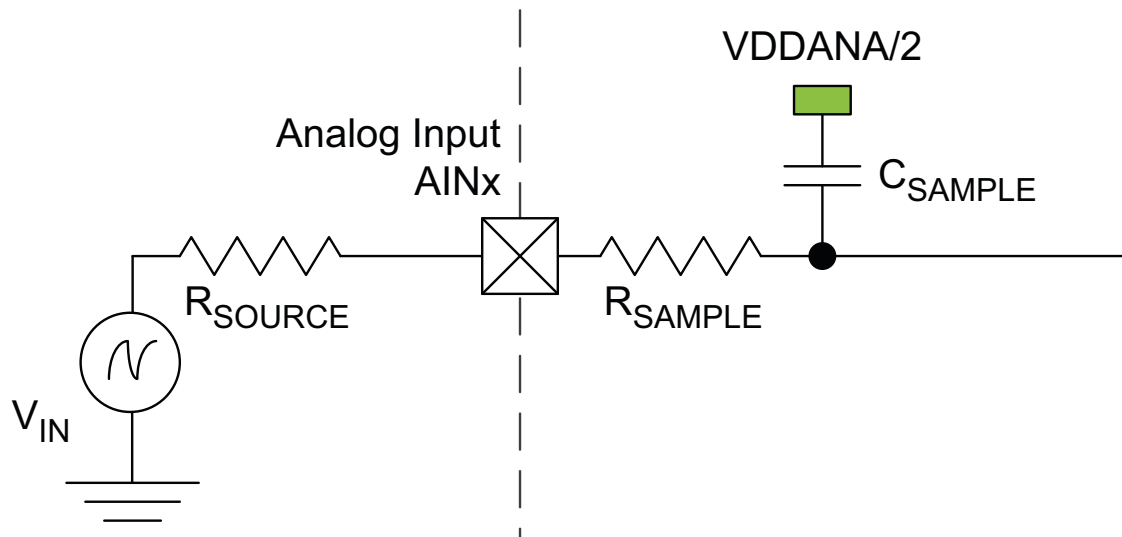 VDDANA/2
Analog Input
AINx
CSAMPLE
RSOURCE
RSAMPLE
VIN